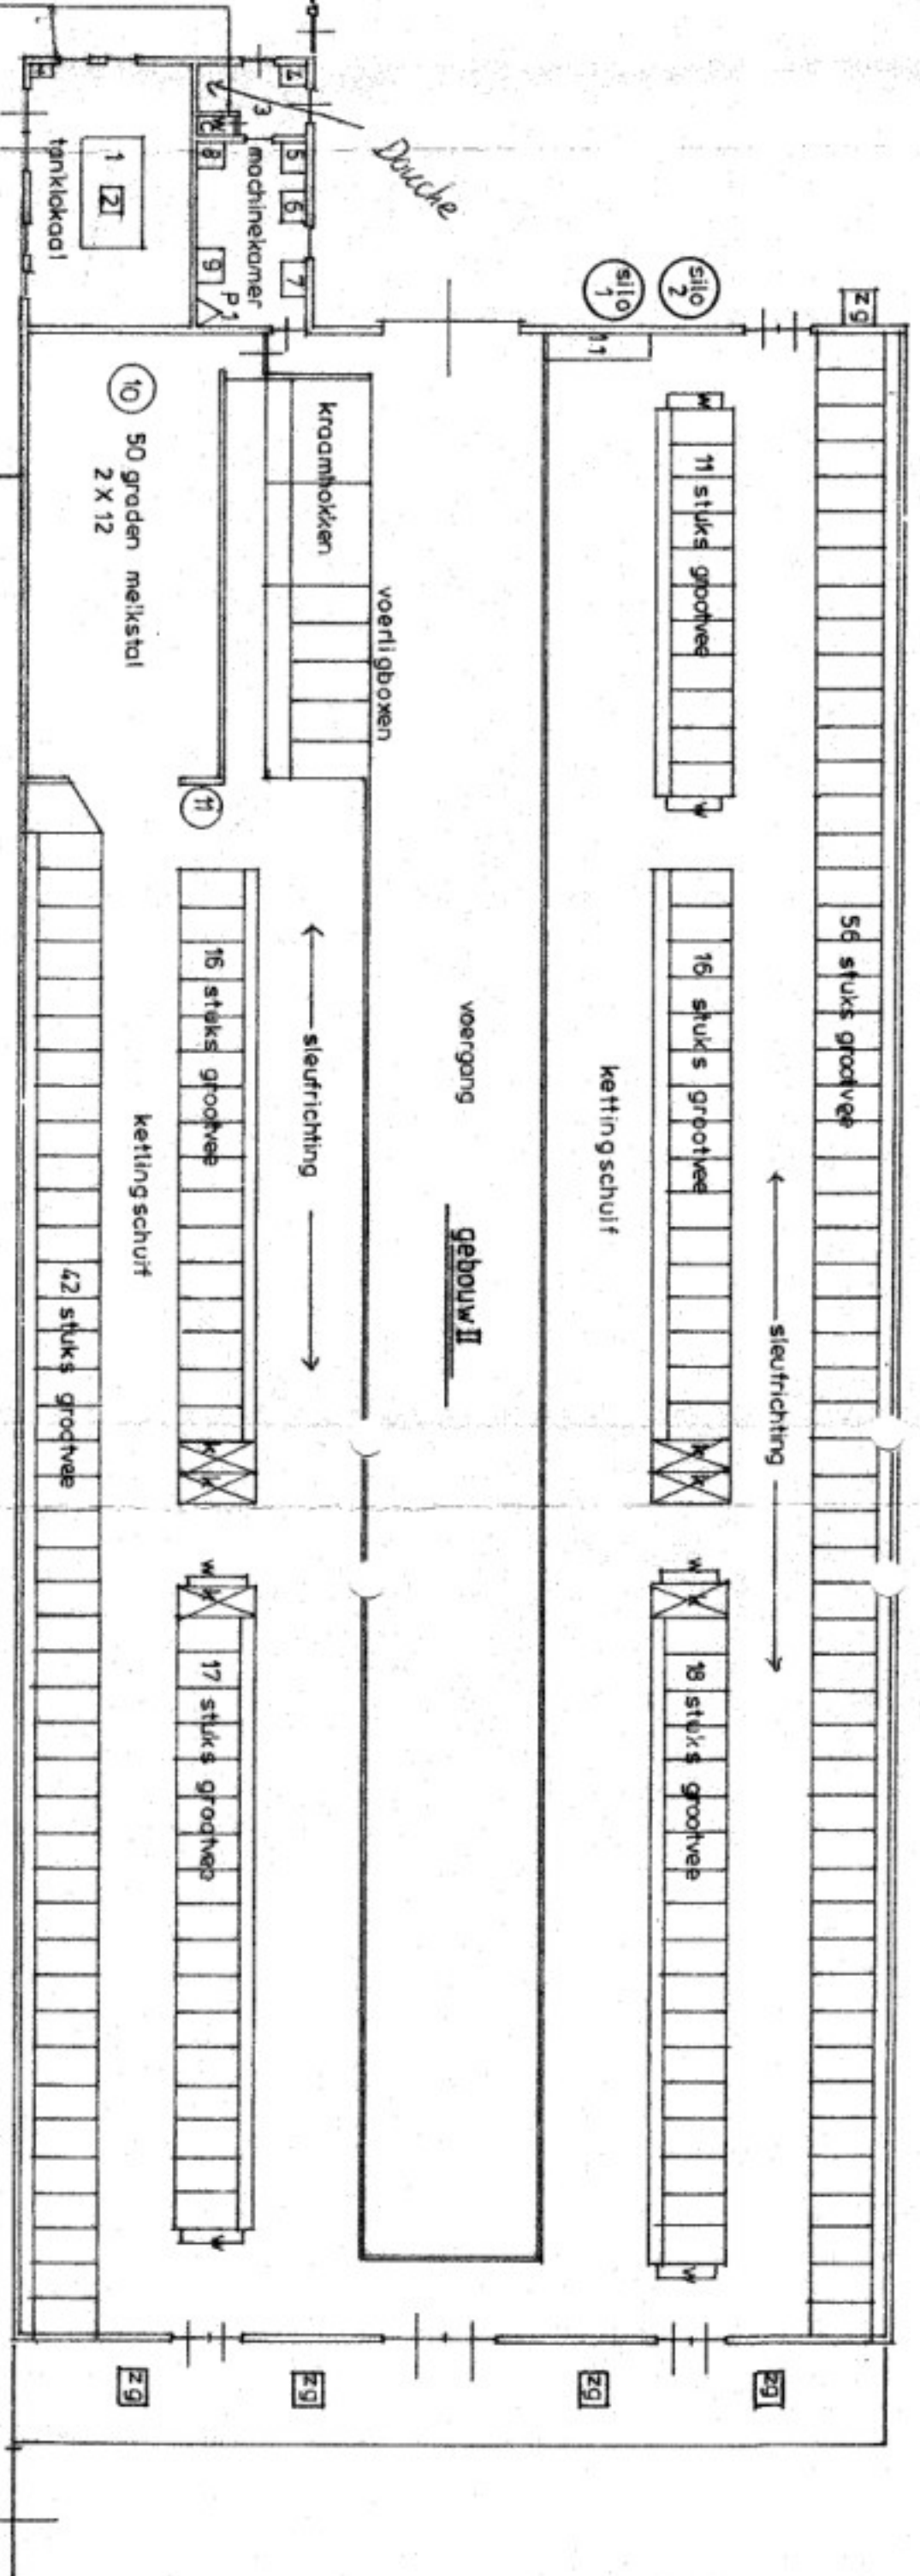 Douche
3
z
WC
5
6
7
8
9
P1
machinekamer
1
2
tanklokaal
silo
1
silo
2
zg
11
w
11 stuks grootvee
w
kraamhokken
voerligboxen
10
50 graden melkstal
2 X 12
11
56 stuks grootvee
16 stuks grootvee
16 stuks grootvee
sleufrichting
voergang
kettingschuif
kettingschuif
gebouw II
sleufrichting
42 stuks grootvee
k
k
k
k
w
k
w
k
17 stuks grootvee
18 stuks grootvee
w
w
zg
zg
zg
zg